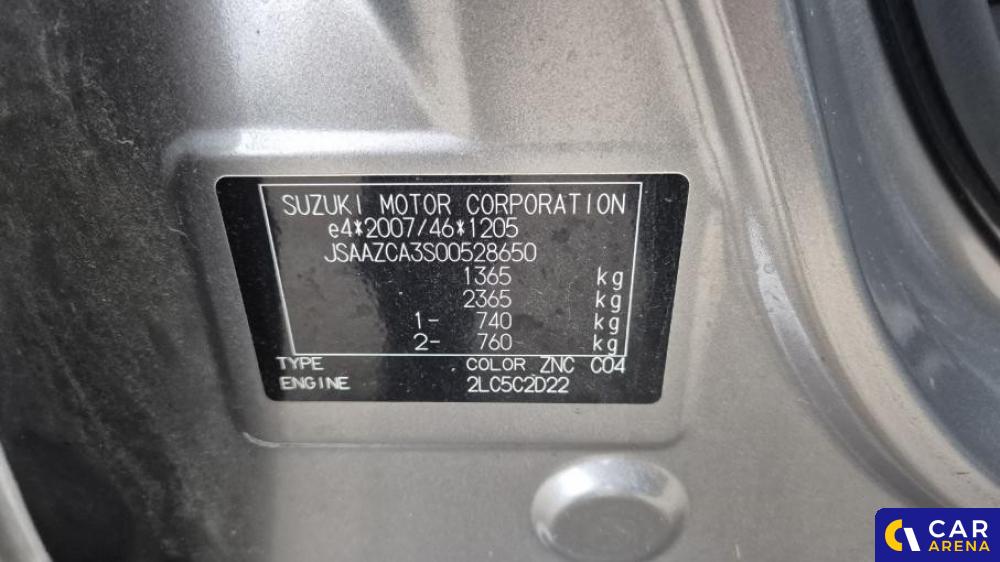 SUZUKI MOTOR CORPORATION
e4*2007/46*1205
JSAAZCA3S00528650
1365 kg
2365 kg
1- 740 kg
2- 760 kg
TYPE COLOR ZNC C04
ENGINE 2LC5C2D22
CAR
ARENA